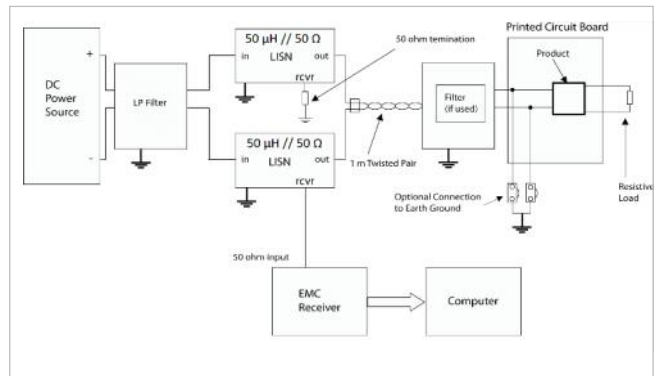 50 µH // 50 Ω
LISN
in
out
rcvr
50 ohm temination
Printed Circuit Board
Product
+
DC
Power
Source
-
LP Filter
Filter
(if used)
50 µH // 50 Ω
LISN
in
out
rcvr
1 m Twisted Pair
Optional Connection
to Earth Ground
Resistive
Load
50 ohm input
EMC
Receiver
Computer